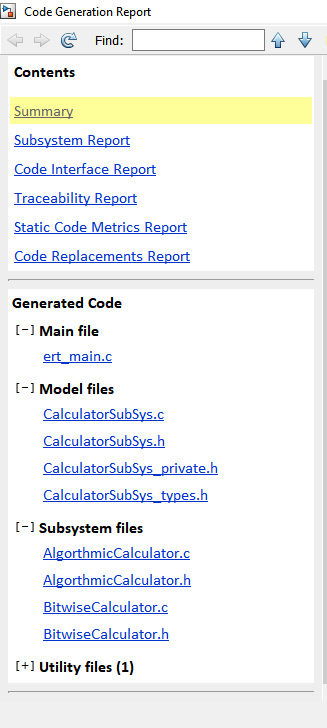 Code Generation Report
Find:
Contents
Summary
Subsystem Report
Code Interface Report
Traceability Report
Static Code Metrics Report
Code Replacements Report
Generated Code
[-] Main file
ert_main.c
[-] Model files
CalculatorSubSys.c
CalculatorSubSys.h
CalculatorSubSys_private.h
CalculatorSubSys_types.h
[-] Subsystem files
AlgorthmicCalculator.c
AlgorthmicCalculator.h
BitwiseCalculator.c
BitwiseCalculator.h
[+] Utility files (1)